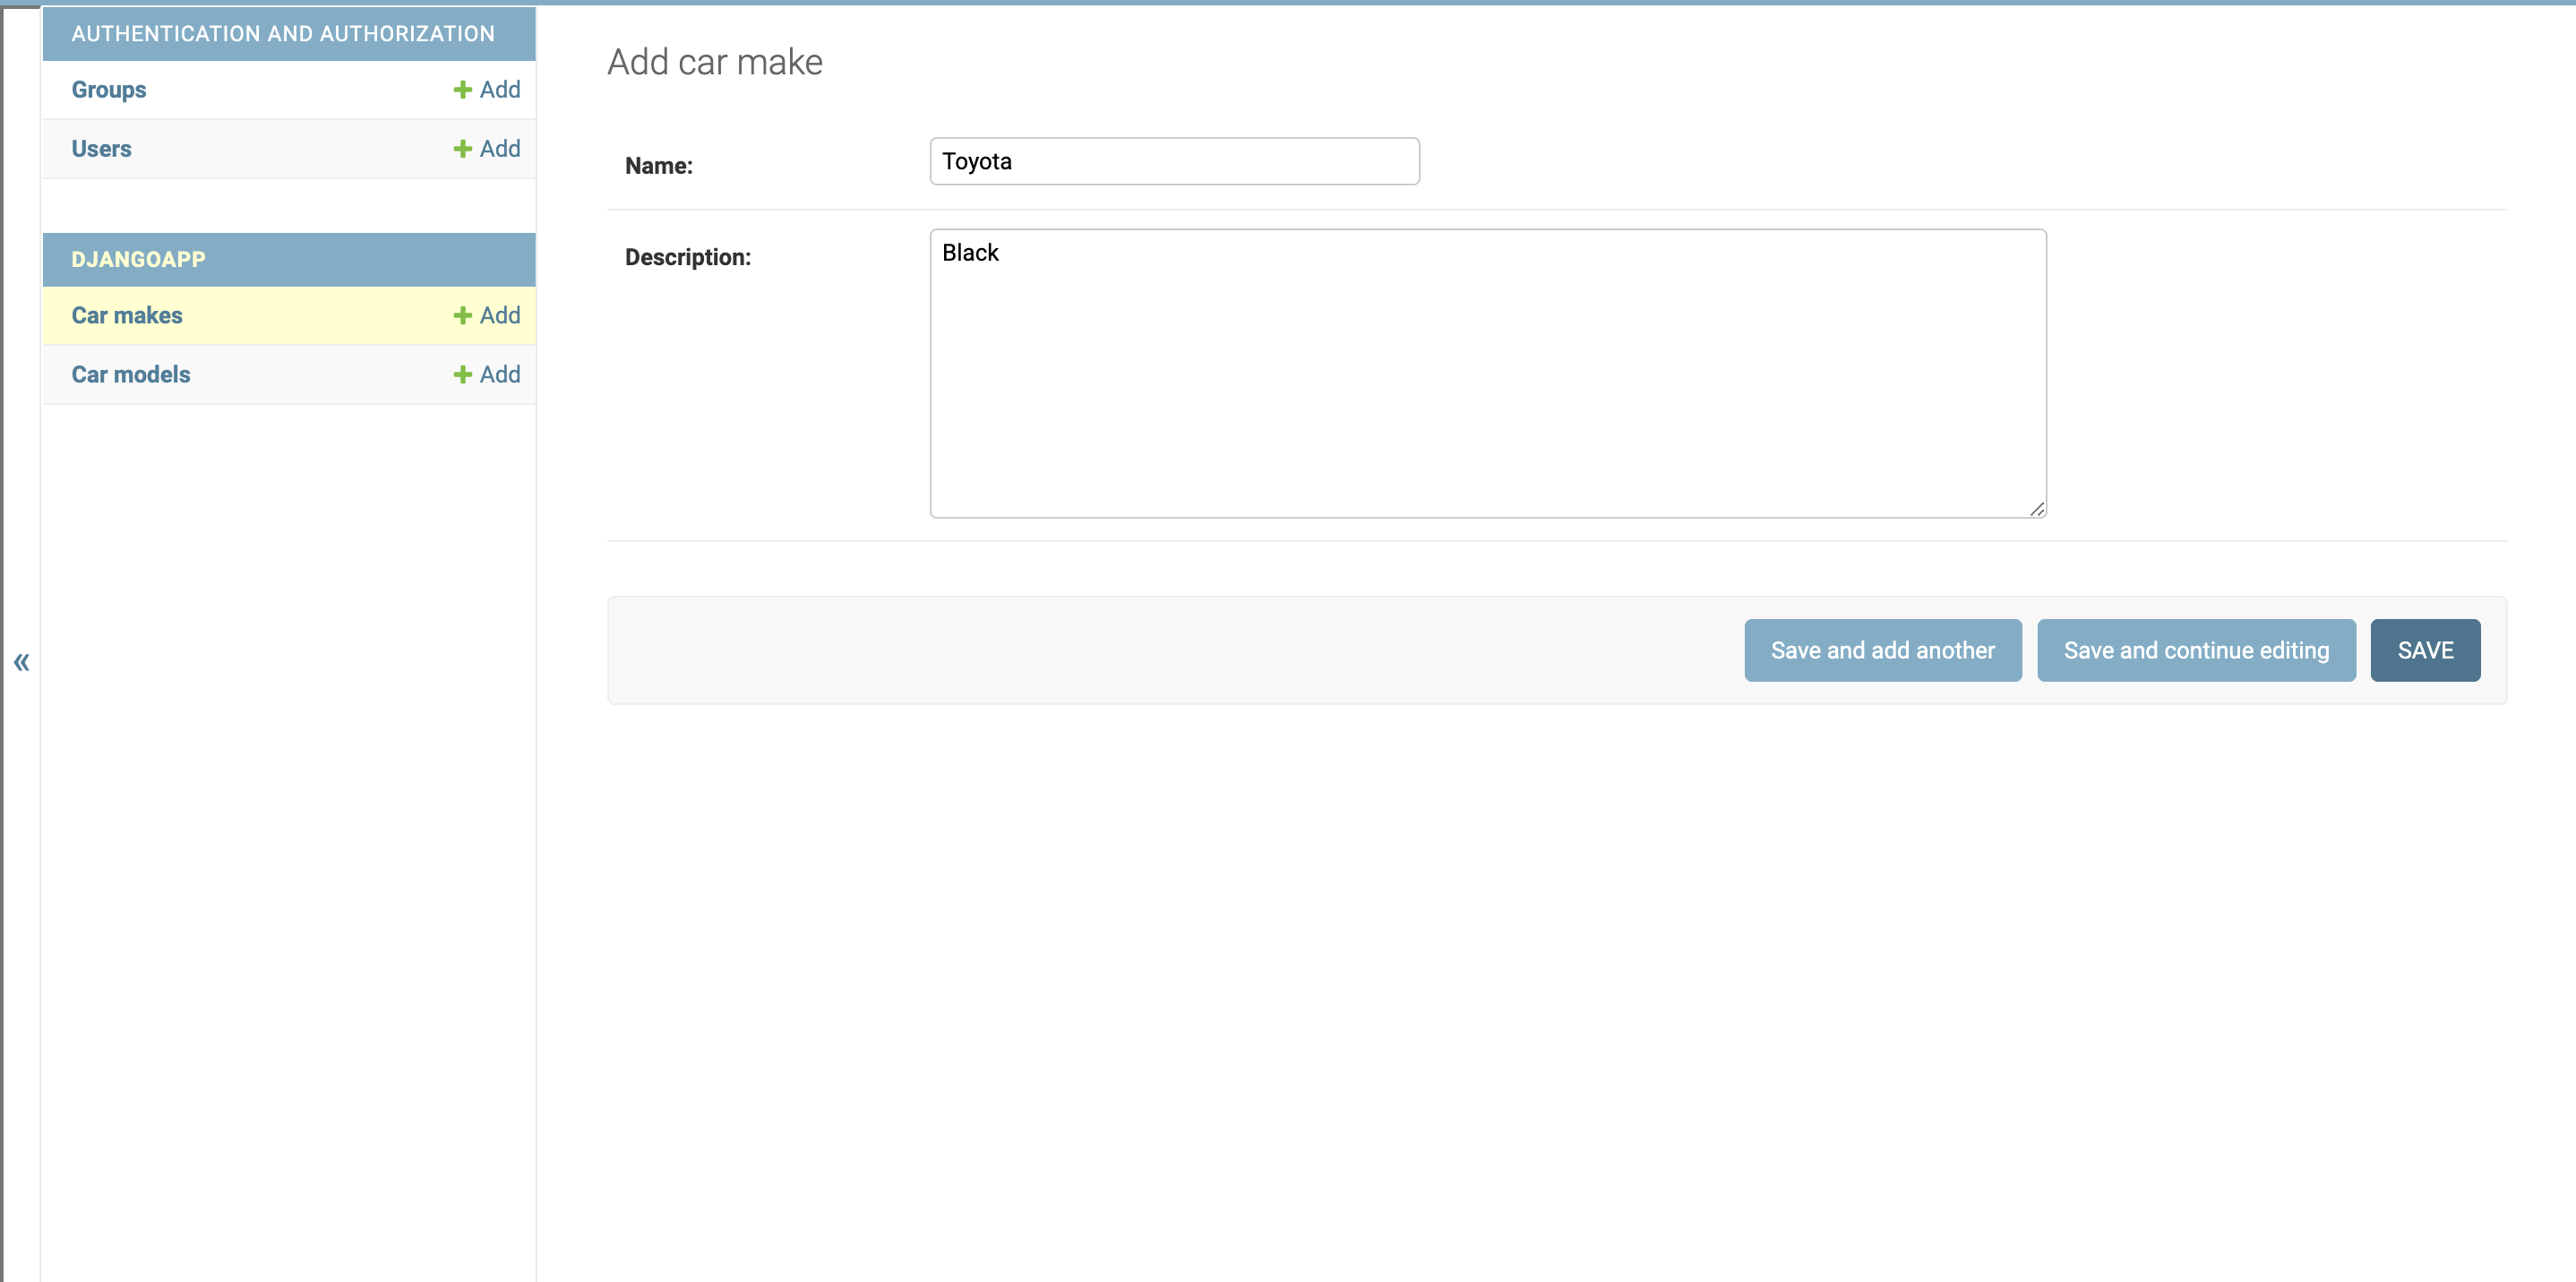 AUTHENTICATION AND AUTHORIZATION
Groups + Add
Users + Add
DJANGOAPP
Car makes + Add
Car models + Add
«
Add car make
Name: Toyota
Description: Black
Save and add another Save and continue editing SAVE